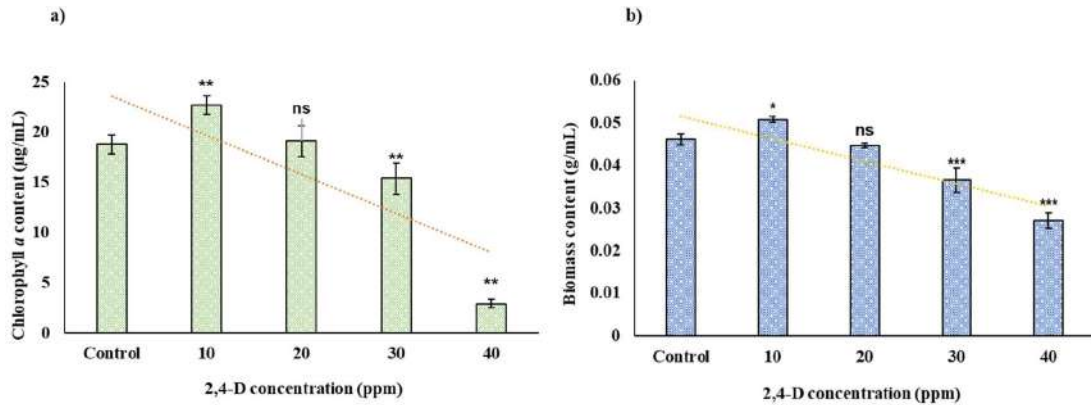 a)
25
20
15
10
5
0
Chlorophyll a content (µg/mL)
**
ns
**
**
Control 10 20 30 40
2,4-D concentration (ppm)
b)
0.06
0.05
0.04
0.03
0.02
0.01
0
Biomass content (g/mL)
*
ns
***
***
Control 10 20 30 40
2,4-D concentration (ppm)